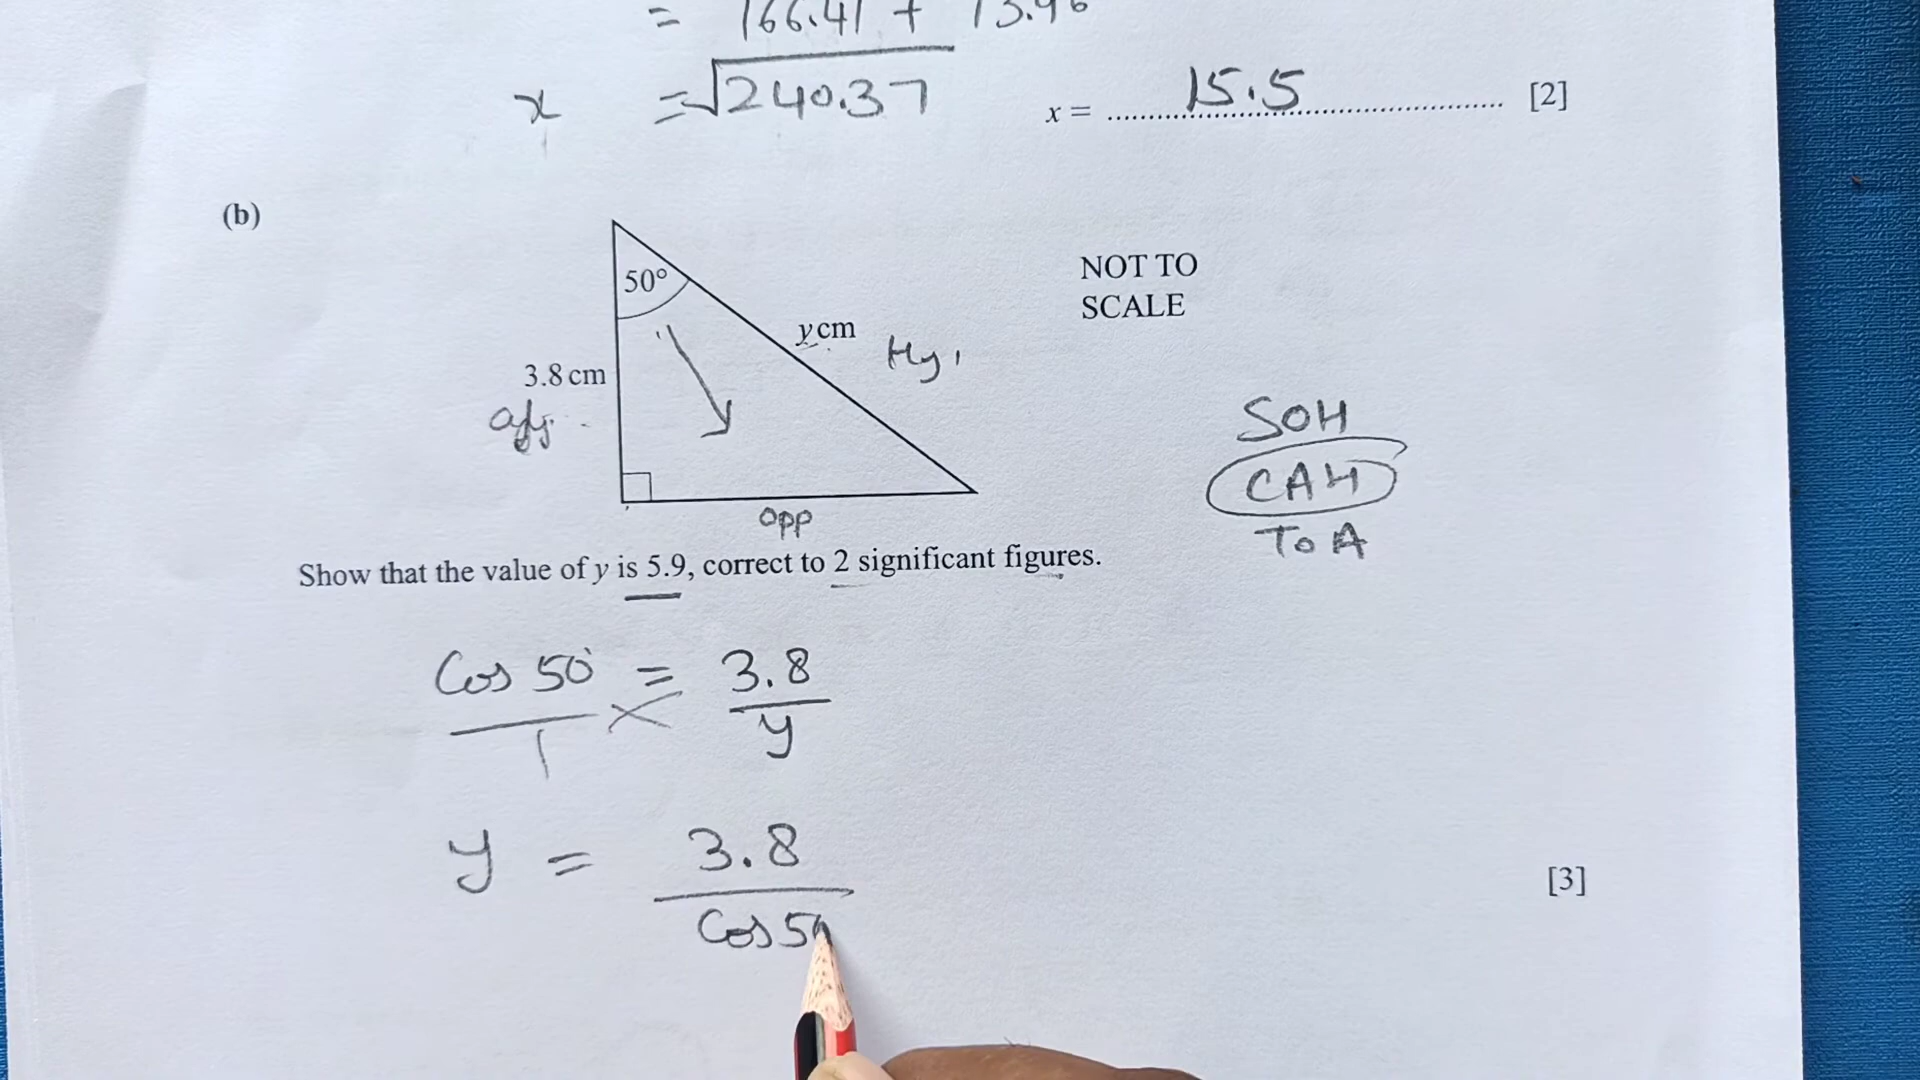 = 166.41 + 73.96
x = √240.37
x = 15.5 [2]
(b)
50°
NOT TO
SCALE
y cm
Hy,
3.8 cm
adj.
SOH
CAH
TOA
opp
Show that the value of y is 5.9, correct to 2 significant figures.
Cos 50° = 3.8
1 × y
y = 3.8
Cos 50
[3]